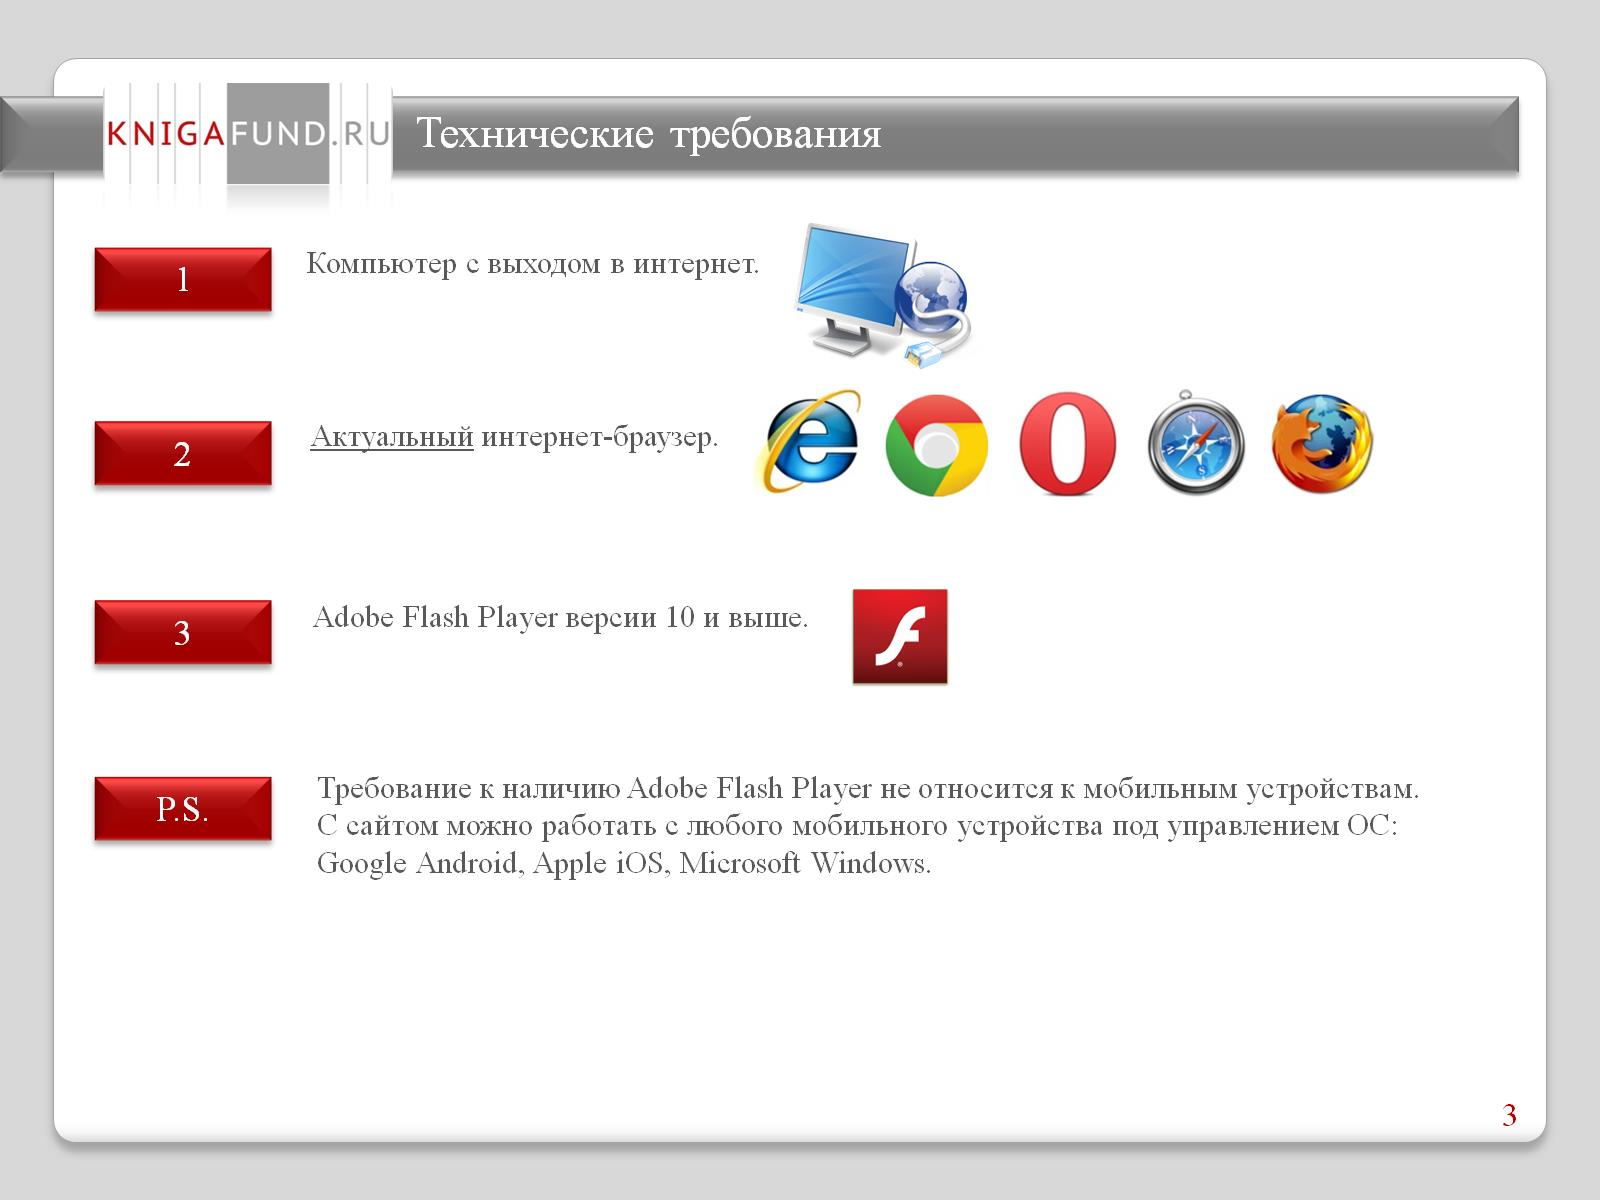 KNIGAFUND.RU Технические требования
1 Компьютер с выходом в интернет.
2 Актуальный интернет-браузер.
3 Adobe Flash Player версии 10 и выше.
P.S. Требование к наличию Adobe Flash Player не относится к мобильным устройствам.
С сайтом можно работать с любого мобильного устройства под управлением ОС:
Google Android, Apple iOS, Microsoft Windows.
3